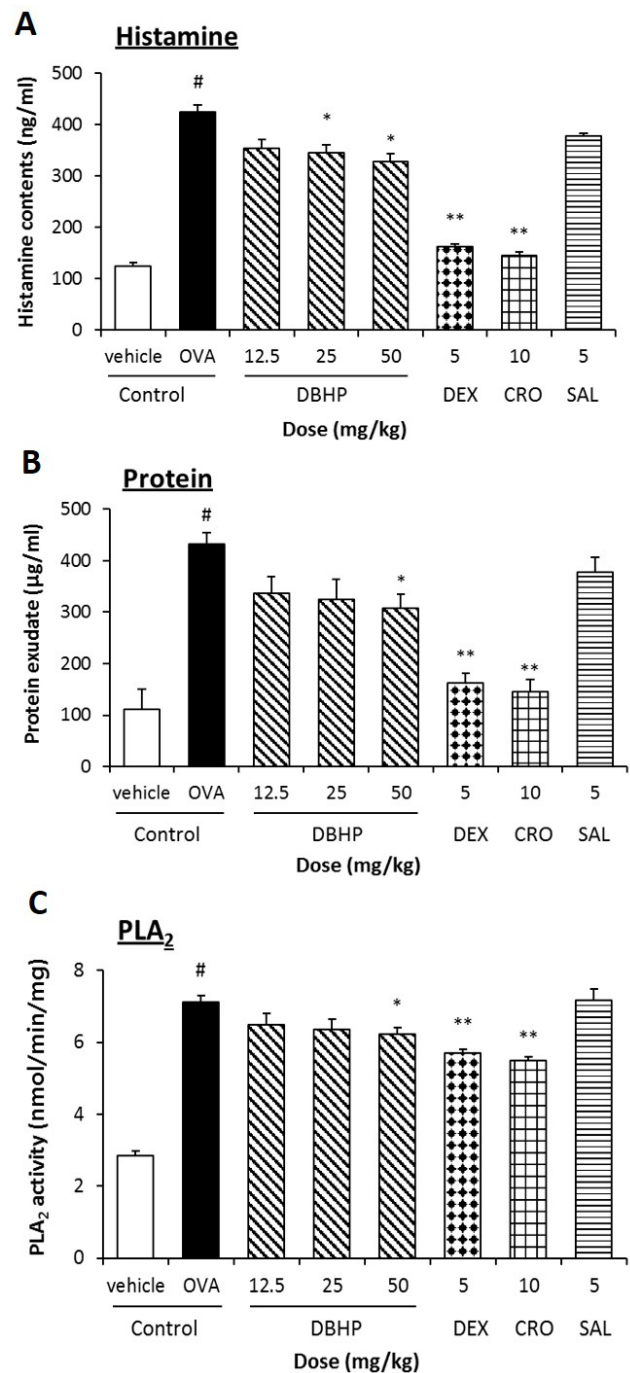 A
Histamine
Histamine contents (ng/ml)
500
400
300
200
100
0
#
*
*
**
**
vehicle OVA 12.5 25 50 5 10 5
Control DBHP DEX CRO SAL
Dose (mg/kg)
B
Protein
Protein exudate (µg/ml)
500
400
300
200
100
0
#
*
**
**
vehicle OVA 12.5 25 50 5 10 5
Control DBHP DEX CRO SAL
Dose (mg/kg)
C
PLA₂
PLA₂ activity (nmol/min/mg)
8
6
4
2
0
#
*
**
**
vehicle OVA 12.5 25 50 5 10 5
Control DBHP DEX CRO SAL
Dose (mg/kg)